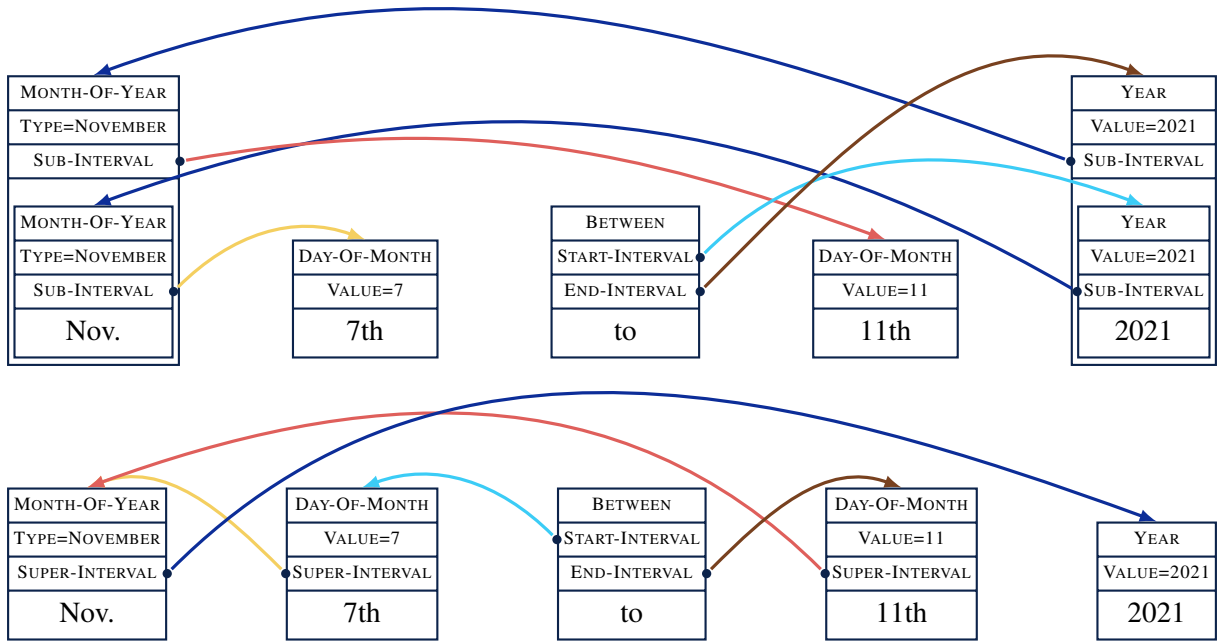 MONTH-OF-YEAR
TYPE=NOVEMBER
SUB-INTERVAL
MONTH-OF-YEAR
TYPE=NOVEMBER
SUB-INTERVAL
Nov.
DAY-OF-MONTH
VALUE=7
7th
BETWEEN
START-INTERVAL
END-INTERVAL
to
DAY-OF-MONTH
VALUE=11
11th
YEAR
VALUE=2021
SUB-INTERVAL
YEAR
VALUE=2021
SUB-INTERVAL
2021
MONTH-OF-YEAR
TYPE=NOVEMBER
SUPER-INTERVAL
Nov.
DAY-OF-MONTH
VALUE=7
SUPER-INTERVAL
7th
BETWEEN
START-INTERVAL
END-INTERVAL
to
DAY-OF-MONTH
VALUE=11
SUPER-INTERVAL
11th
YEAR
VALUE=2021
2021